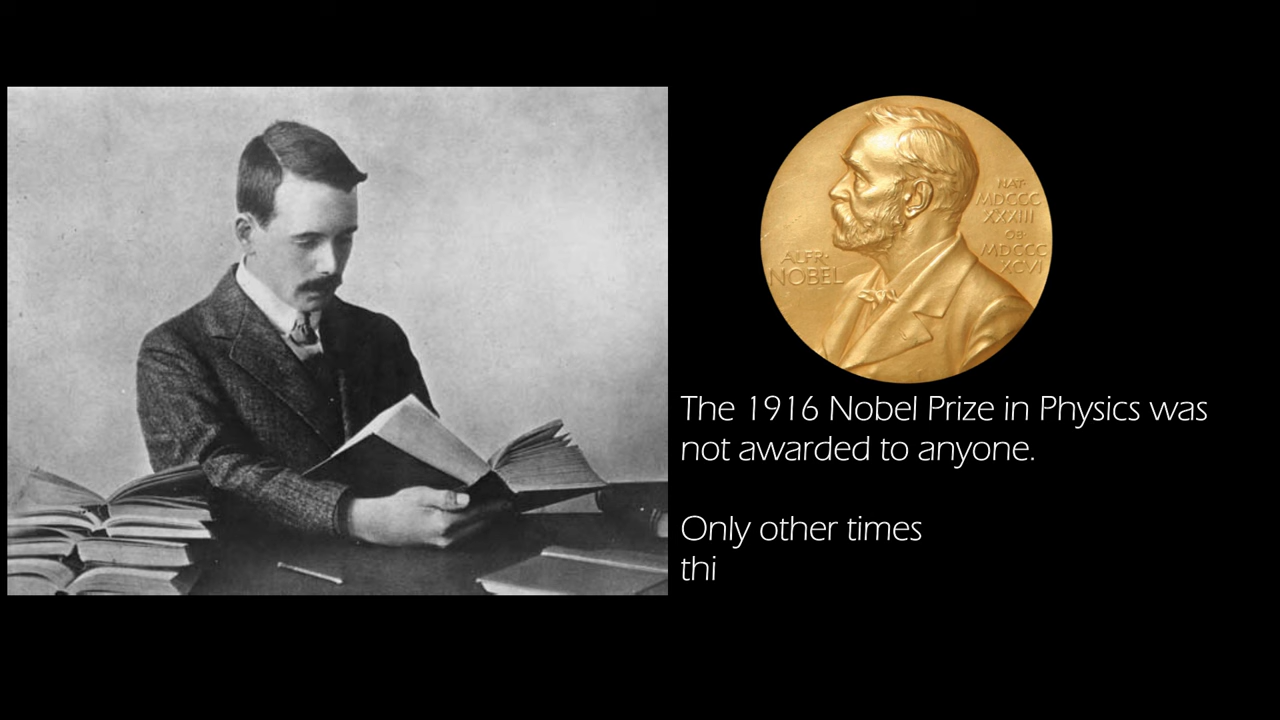 ALFR·
NOBEL
NAT·
MDCCC
XXXIII
OB·
MDCCC
XCVI
The 1916 Nobel Prize in Physics was
not awarded to anyone.
Only other times
thi